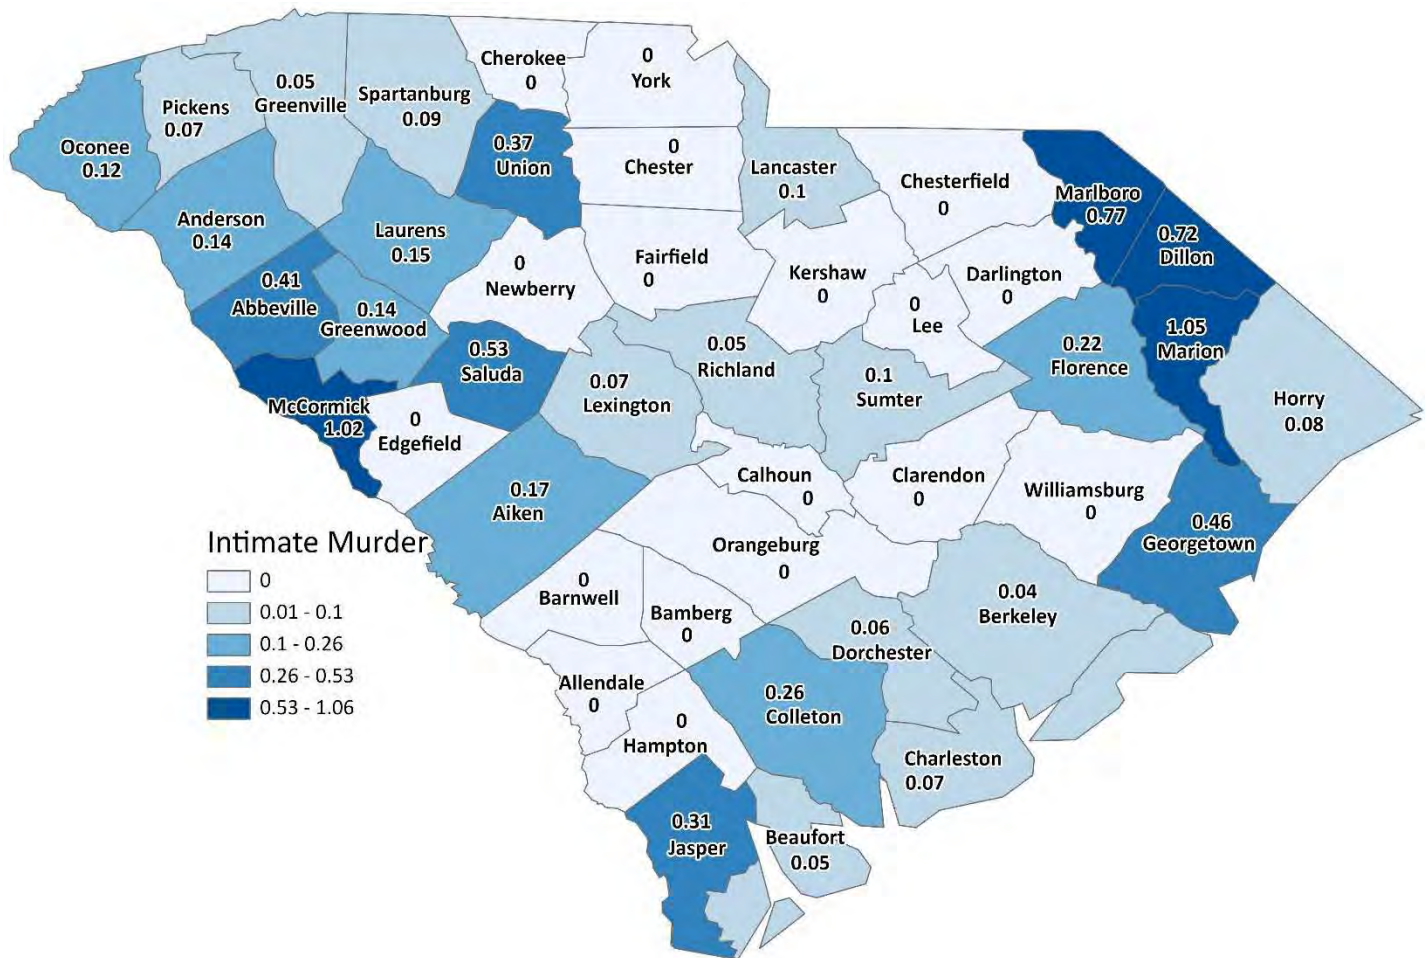 Cherokee
0
0
York
0.05
Greenville
Spartanburg
0.09
Pickens
0.07
Oconee
0.12
0.37
Union
0
Chester
Lancaster
0.1
Chesterfield
0
Marlboro
0.77
0.72
Dillon
Anderson
0.14
Laurens
0.15
0
Newberry
Fairfield
0
Kershaw
0
Darlington
0
0
Lee
0.41
Abbeville
0.14
Greenwood
0.53
Saluda
0.05
Richland
0.07
Lexington
0.1
Sumter
0.22
Florence
1.05
Marion
Horry
0.08
McCormick
1.02
0
Edgefield
0.17
Aiken
Calhoun
0
Clarendon
0
Williamsburg
0
0.46
Georgetown
Orangeburg
0
0
Barnwell
Bamberg
0
0.04
Berkeley
0.06
Dorchester
Allendale
0
0
Hampton
0.26
Colleton
Charleston
0.07
0.31
Jasper
Beaufort
0.05
Intimate Murder
0
0.01 - 0.1
0.1 - 0.26
0.26 - 0.53
0.53 - 1.06